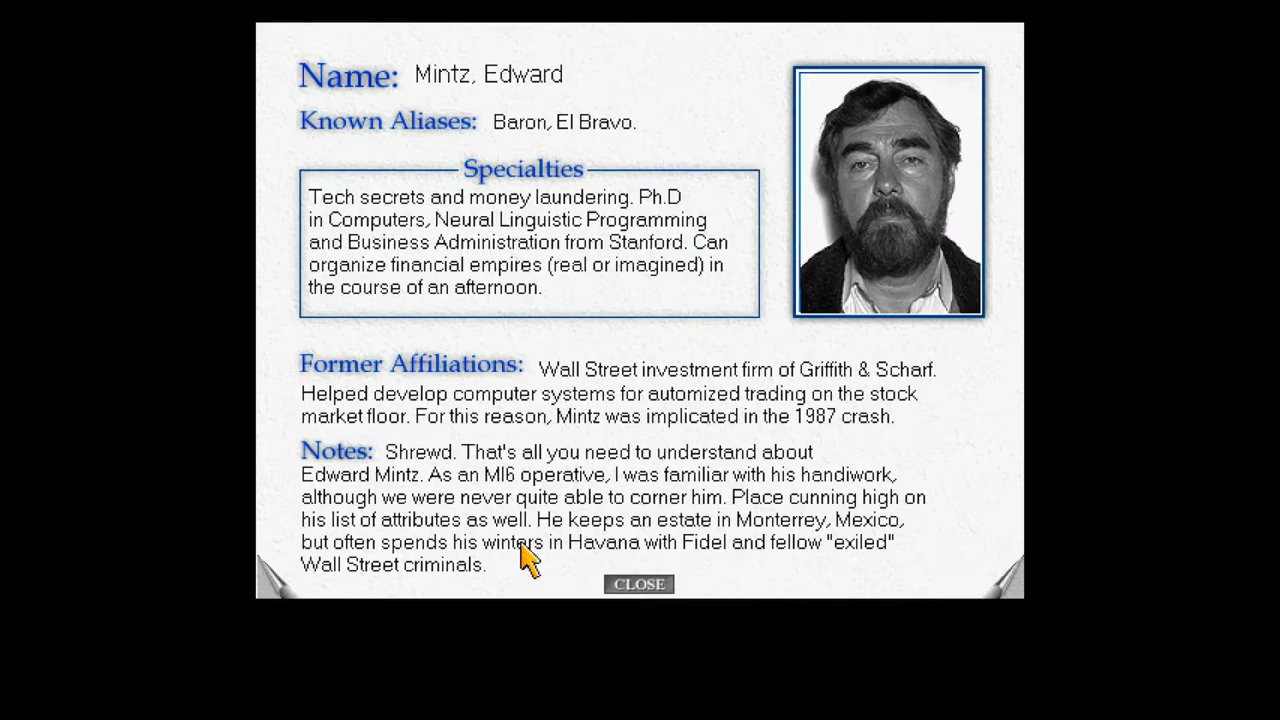 Name: Mintz, Edward
Known Aliases: Baron, El Bravo.
Specialties
Tech secrets and money laundering. Ph.D
in Computers, Neural Linguistic Programming
and Business Administration from Stanford. Can
organize financial empires (real or imagined) in
the course of an afternoon.
Former Affiliations: Wall Street investment firm of Griffith & Scharf.
Helped develop computer systems for automized trading on the stock
market floor. For this reason, Mintz was implicated in the 1987 crash.
Notes: Shrewd. That's all you need to understand about
Edward Mintz. As an MI6 operative, I was familiar with his handiwork,
although we were never quite able to corner him. Place cunning high on
his list of attributes as well. He keeps an estate in Monterrey, Mexico,
but often spends his winters in Havana with Fidel and fellow "exiled"
Wall Street criminals.
CLOSE